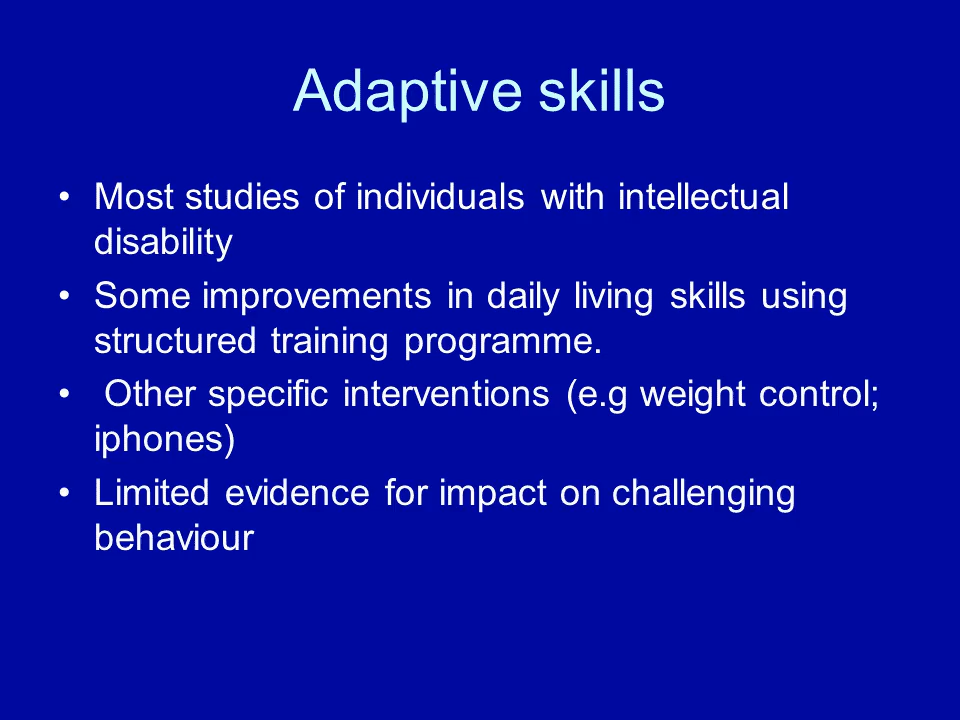 Adaptive skills
• Most studies of individuals with intellectual
disability
• Some improvements in daily living skills using
structured training programme.
• Other specific interventions (e.g weight control;
iphones)
• Limited evidence for impact on challenging
behaviour